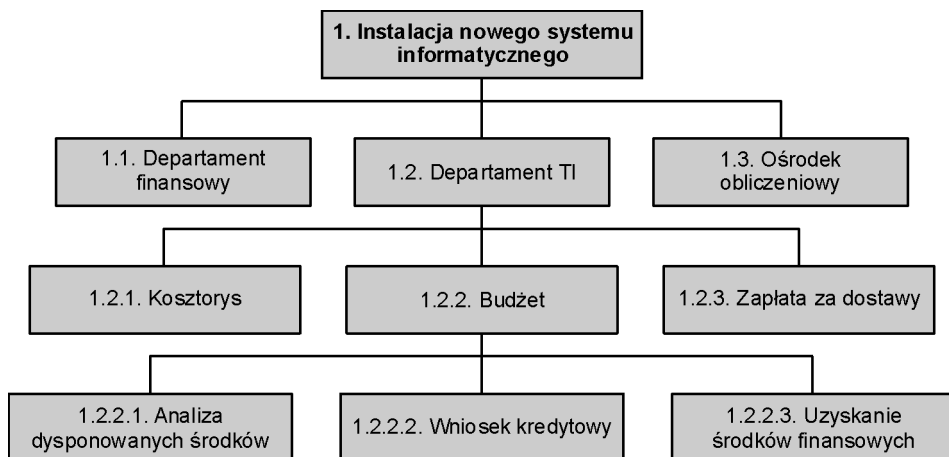 1. Instalacja nowego systemu
informatycznego
1.1. Departament
finansowy
1.2. Departament TI
1.3. Ośrodek
obliczeniowy
1.2.1. Kosztorys
1.2.2. Budżet
1.2.3. Zapłata za dostawy
1.2.2.1. Analiza
dysponowanych środków
1.2.2.2. Wniosek kredytowy
1.2.2.3. Uzyskanie
środków finansowych